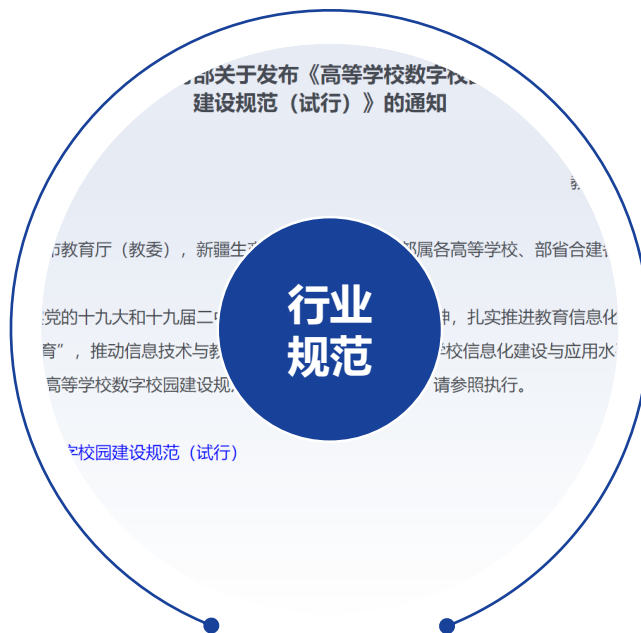 部关于发布《高等学校数字校
建设规范（试行）》的通知
教
市教育厅（教委），新疆生 部属各高等学校、部省合建
行业
规范
党的十九大和十九届二 神，扎实推进教育信息化
育”，推动信息技术与教 学校信息化建设与应用水
高等学校数字校园建设规 请参照执行。
字校园建设规范（试行）